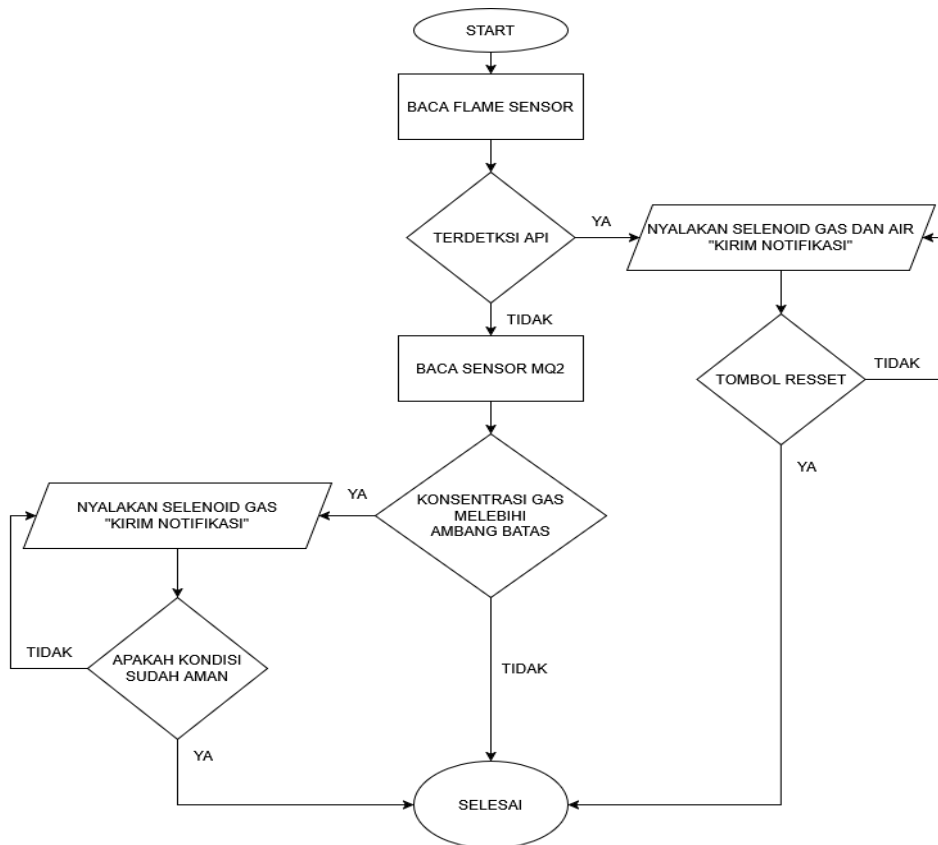 START
BACA FLAME SENSOR
TERDETKSI API
YA
NYALAKAN SELENOID GAS DAN AIR
"KIRIM NOTIFIKASI"
TIDAK
BACA SENSOR MQ2
TOMBOL RESSET
TIDAK
YA
KONSENTRASI GAS
MELEBIHI
AMBANG BATAS
YA
NYALAKAN SELENOID GAS
"KIRIM NOTIFIKASI"
TIDAK
APAKAH KONDISI
SUDAH AMAN
TIDAK
YA
SELESAI